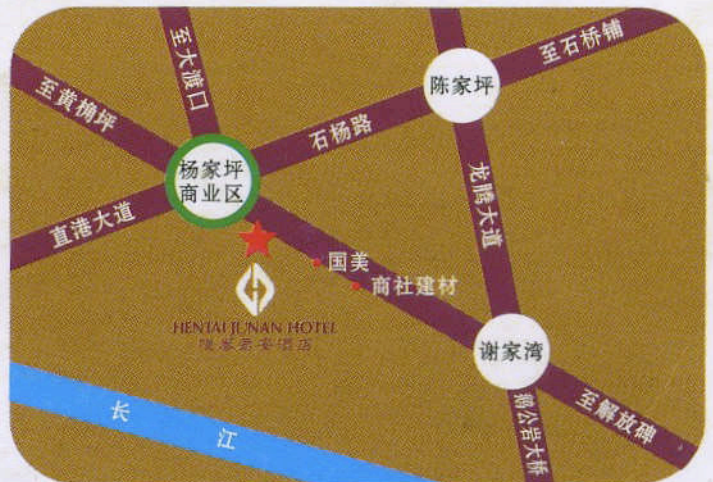 至大渡口
至石桥铺
陈家坪
至黄桷坪
石杨路
杨家坪
商业区
龙腾大道
直港大道
国美
商社建材
HENTAI JUNAN HOTEL
谢家湾
至解放碑
鹅公岩大桥
长江